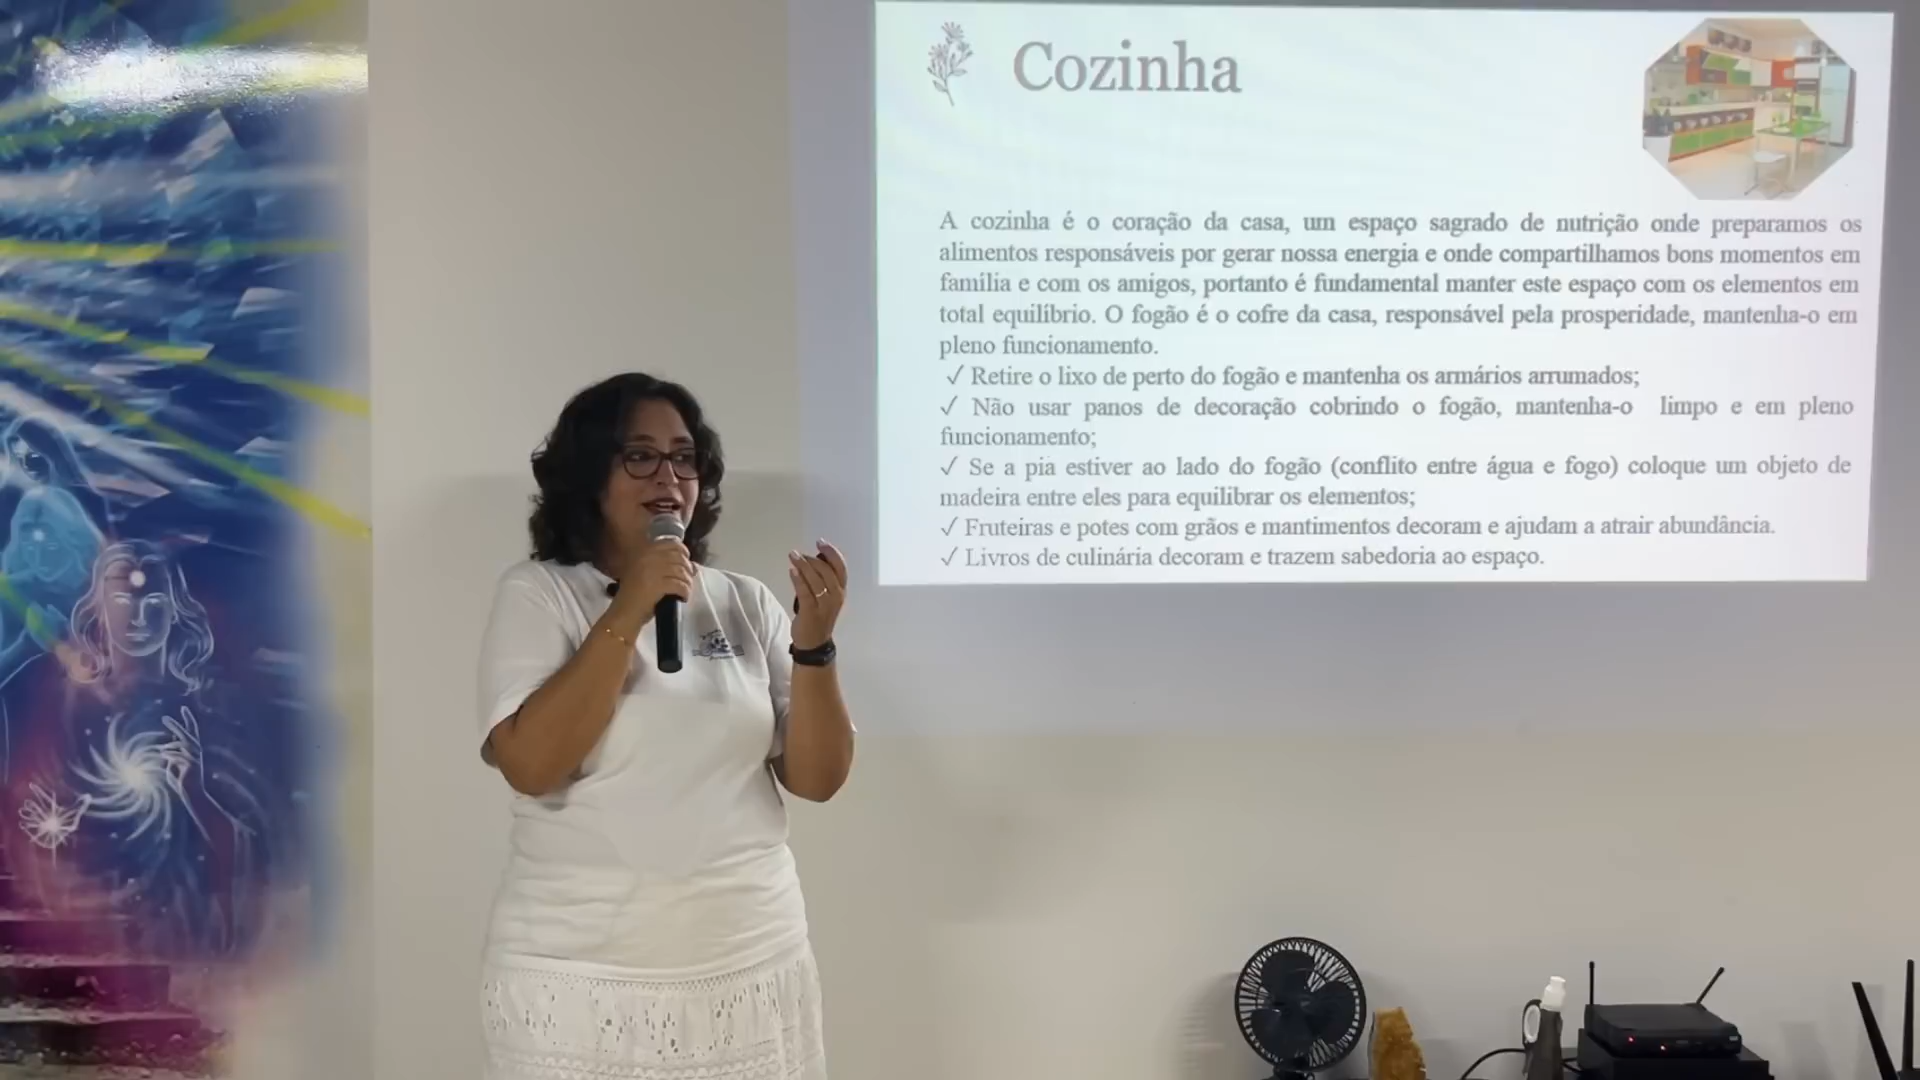 Cozinha
A cozinha é o coração da casa, um espaço sagrado de nutrição onde preparamos os
alimentos responsáveis por gerar nossa energia e onde compartilhamos bons momentos em
família e com os amigos, portanto é fundamental manter este espaço com os elementos em
total equilíbrio. O fogão é o cofre da casa, responsável pela prosperidade, mantenha-o em
pleno funcionamento.
✓ Retire o lixo de perto do fogão e mantenha os armários arrumados;
✓ Não usar panos de decoração cobrindo o fogão, mantenha-o limpo e em pleno
funcionamento;
✓ Se a pia estiver ao lado do fogão (conflito entre água e fogo) coloque um objeto de
madeira entre eles para equilibrar os elementos;
✓ Fruteiras e potes com grãos e mantimentos decoram e ajudam a atrair abundância.
✓ Livros de culinária decoram e trazem sabedoria ao espaço.